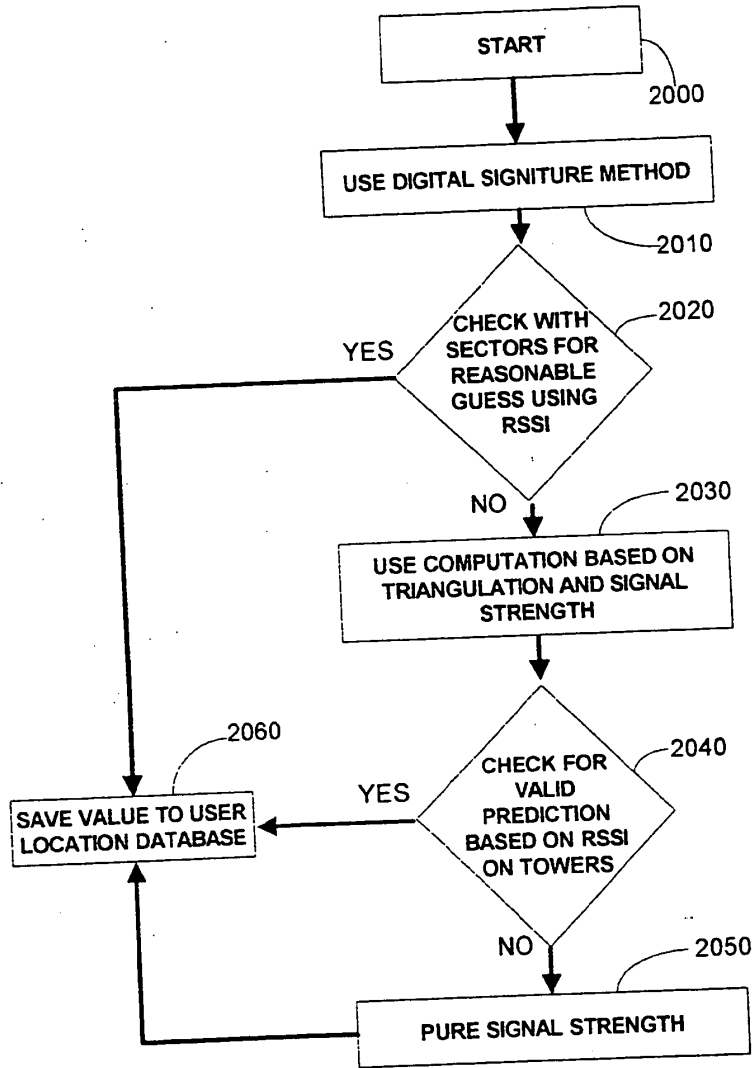 START
2000
USE DIGITAL SIGNITURE METHOD
2010
CHECK WITH
SECTORS FOR
REASONABLE
GUESS USING
RSSI
2020
YES
NO
2030
USE COMPUTATION BASED ON
TRIANGULATION AND SIGNAL
STRENGTH
2040
CHECK FOR
VALID
PREDICTION
BASED ON RSSI
ON TOWERS
YES
2060
SAVE VALUE TO USER
LOCATION DATABASE
NO
2050
PURE SIGNAL STRENGTH